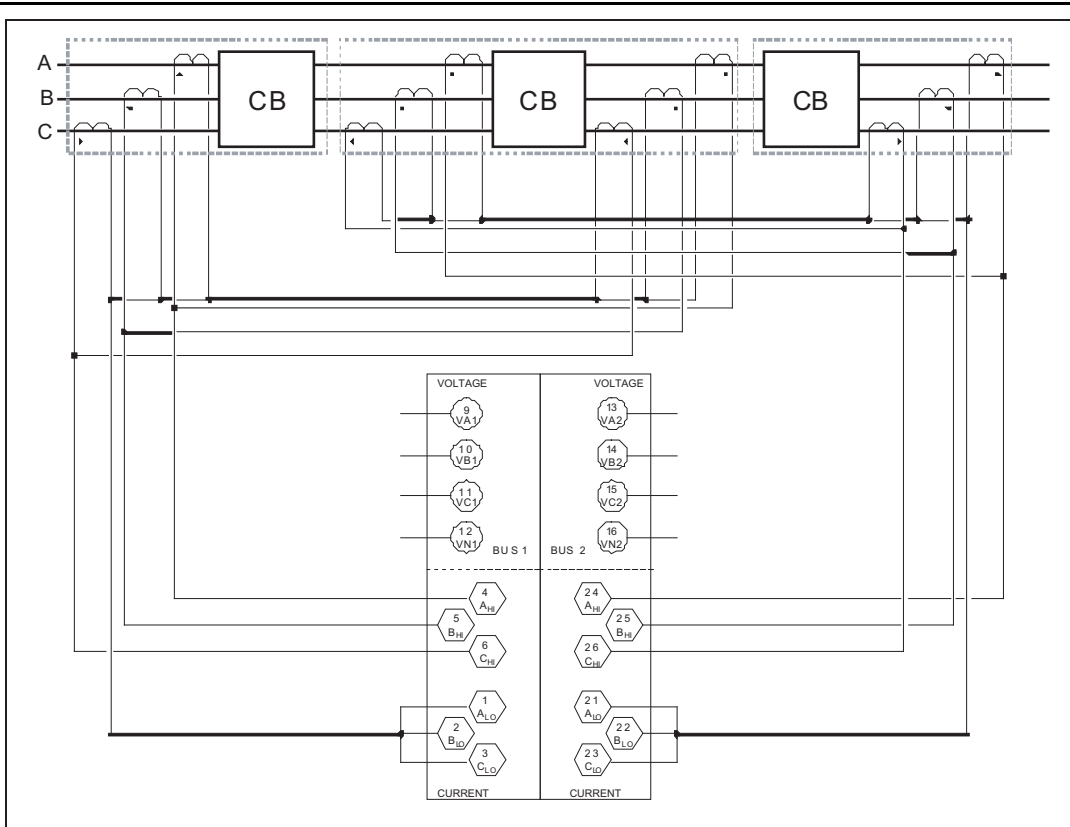 A
B
C
CB
CB
CB
VOLTAGE
VOLTAGE
9
VA1
13
VA2
10
VB1
14
VB2
11
VC1
15
VC2
12
VN1
16
VN2
BUS 1
BUS 2
4
AHI
24
AHI
5
BHI
25
BHI
6
CHI
26
CHI
1
ALO
21
ALO
2
BLO
22
BLO
3
CLO
23
CLO
CURRENT
CURRENT